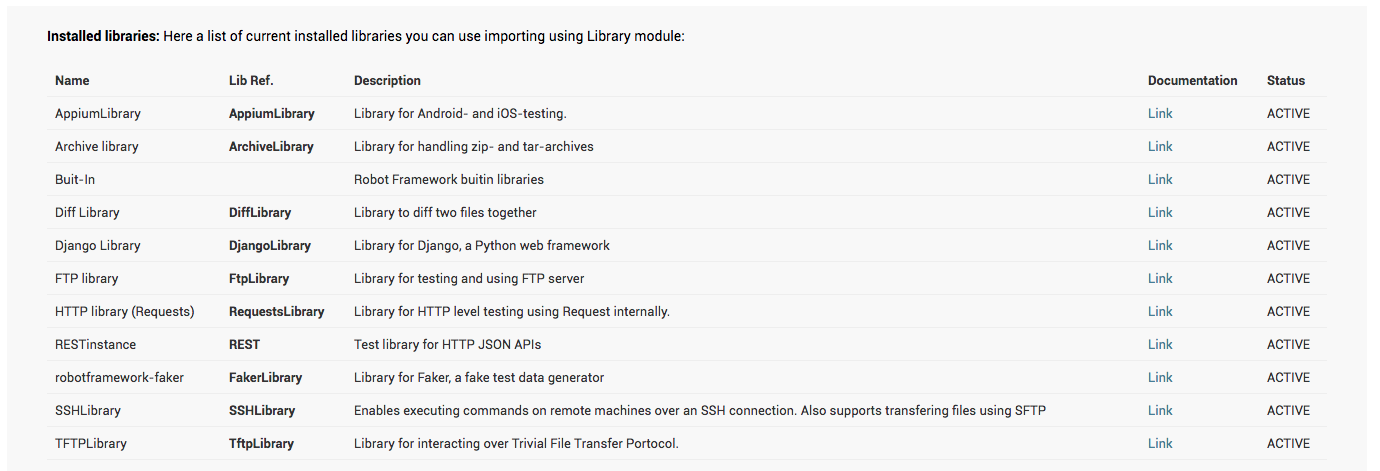 Installed libraries: Here a list of current installed libraries you can use importing using Library module:
Name Lib Ref. Description Documentation Status
AppiumLibrary AppiumLibrary Library for Android- and iOS-testing. Link ACTIVE
Archive library ArchiveLibrary Library for handling zip- and tar-archives Link ACTIVE
Buit-In Robot Framework buitin libraries Link ACTIVE
Diff Library DiffLibrary Library to diff two files together Link ACTIVE
Django Library DjangoLibrary Library for Django, a Python web framework Link ACTIVE
FTP library FtpLibrary Library for testing and using FTP server Link ACTIVE
HTTP library (Requests) RequestsLibrary Library for HTTP level testing using Request internally. Link ACTIVE
RESTinstance REST Test library for HTTP JSON APIs Link ACTIVE
robotframework-faker FakerLibrary Library for Faker, a fake test data generator Link ACTIVE
SSHLibrary SSHLibrary Enables executing commands on remote machines over an SSH connection. Also supports transfering files using SFTP Link ACTIVE
TFTPLibrary TftpLibrary Library for interacting over Trivial File Transfer Portocol. Link ACTIVE